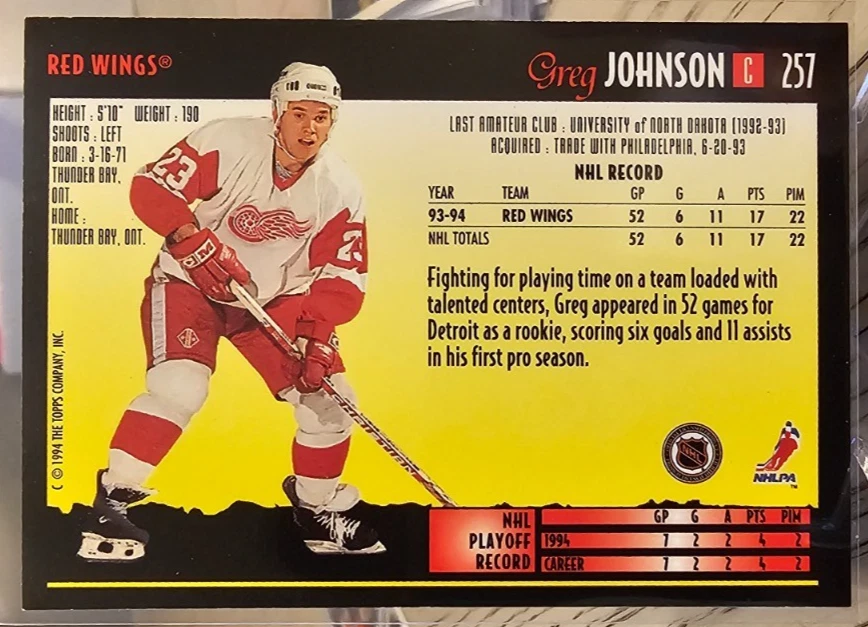 RED WINGS®
Greg JOHNSON C 257
HEIGHT : 5'10" WEIGHT : 190
SHOOTS : LEFT
BORN : 3-16-71
THUNDER BAY,
ONT.
HOME :
THUNDER BAY, ONT.
LAST AMATEUR CLUB : UNIVERSITY of NORTH DAKOTA (1992-93)
ACQUIRED : TRADE WITH PHILADELPHIA, 6-20-93
NHL RECORD
YEAR TEAM GP G A PTS PIM
93-94 RED WINGS 52 6 11 17 22
NHL TOTALS 52 6 11 17 22
Fighting for playing time on a team loaded with
talented centers, Greg appeared in 52 games for
Detroit as a rookie, scoring six goals and 11 assists
in his first pro season.
23
23
CCM
NHL
NHLPA
TM
C © 1994 THE TOPPS COMPANY, INC.
NHL PLAYOFF RECORD
GP G A PTS PIM
1994 7 2 2 4 2
CAREER 7 2 2 4 2